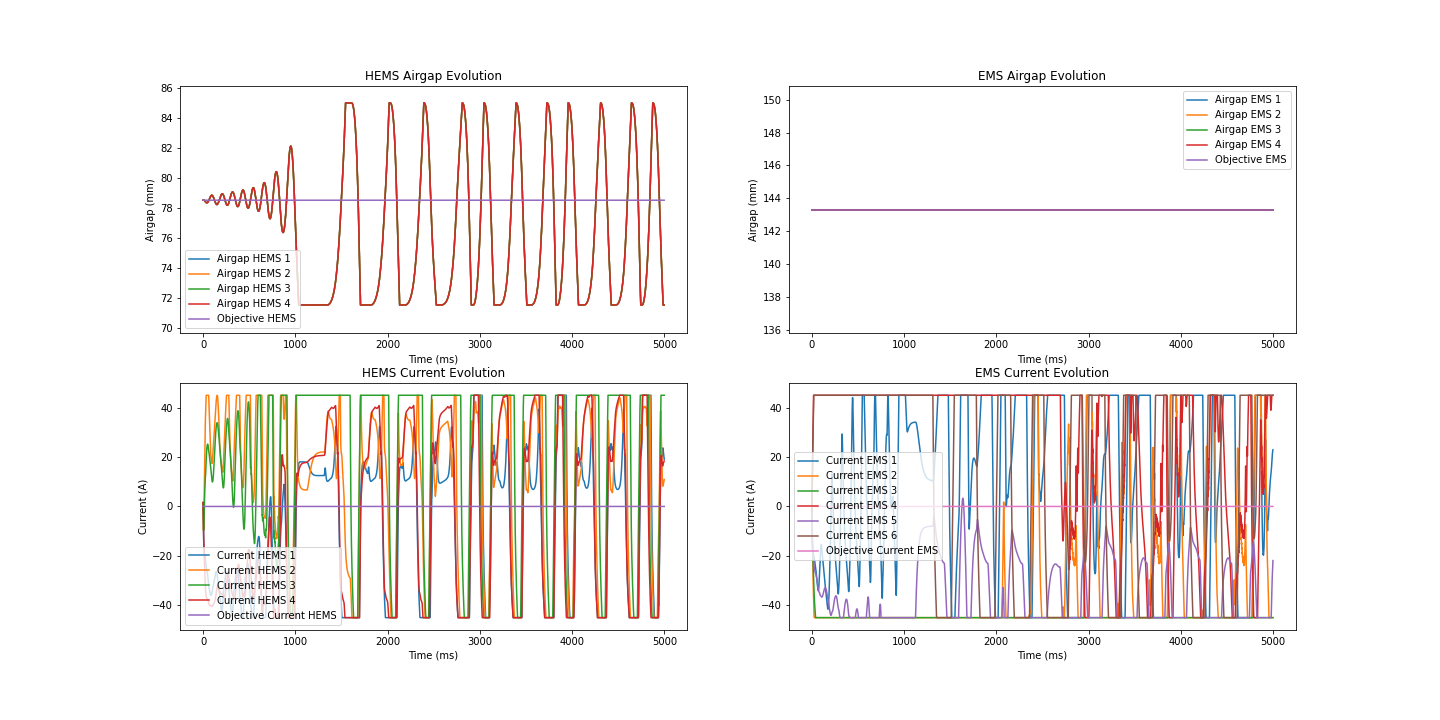 HEMS Airgap Evolution
86
84
82
80
78
76
74
72
70
Airgap (mm)
Airgap HEMS 1
Airgap HEMS 2
Airgap HEMS 3
Airgap HEMS 4
Objective HEMS
0 1000 2000 3000 4000 5000
Time (ms)
EMS Airgap Evolution
150
148
146
144
142
140
138
136
Airgap (mm)
Airgap EMS 1
Airgap EMS 2
Airgap EMS 3
Airgap EMS 4
Objective EMS
0 1000 2000 3000 4000 5000
Time (ms)
HEMS Current Evolution
40
20
0
−20
−40
Current (A)
Current HEMS 1
Current HEMS 2
Current HEMS 3
Current HEMS 4
Objective Current HEMS
0 1000 2000 3000 4000 5000
Time (ms)
EMS Current Evolution
40
20
0
−20
−40
Current (A)
Current EMS 1
Current EMS 2
Current EMS 3
Current EMS 4
Current EMS 5
Current EMS 6
Objective Current EMS
0 1000 2000 3000 4000 5000
Time (ms)